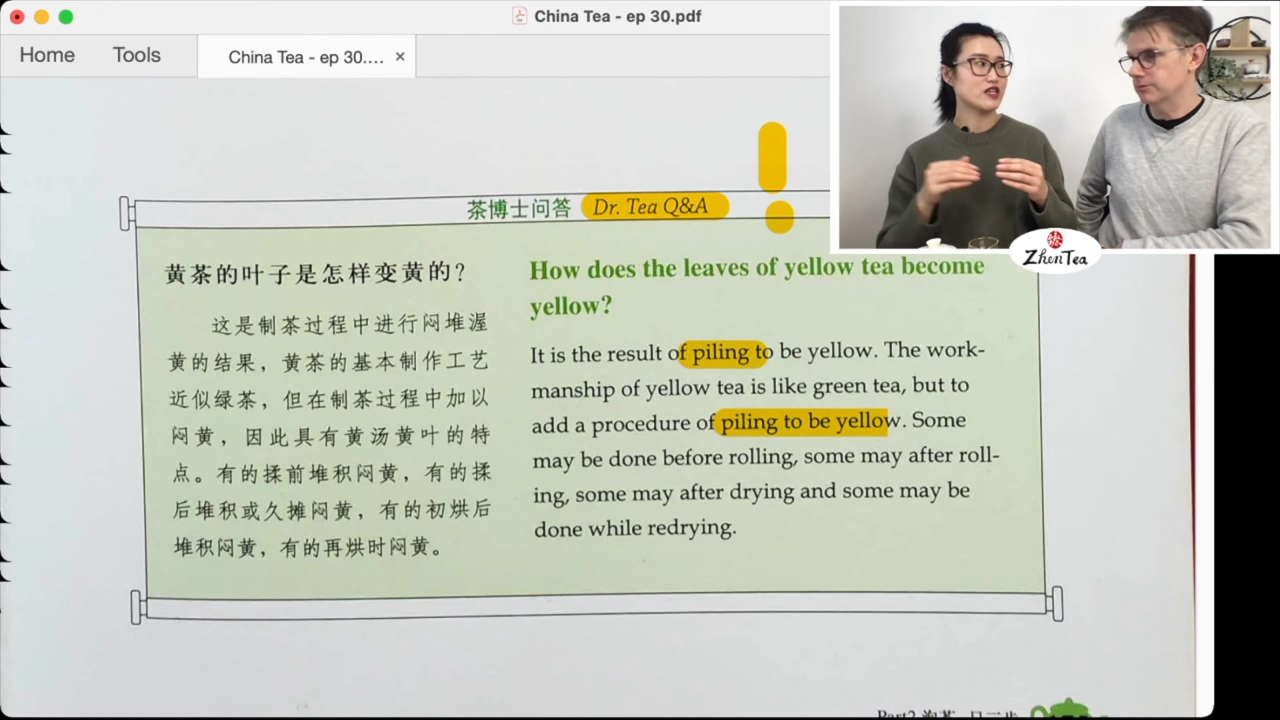 China Tea - ep 30.pdf
Home
Tools
China Tea - ep 30.... ×
茶博士问答 Dr. Tea Q&A
黄茶的叶子是怎样变黄的？
这是制茶过程中进行闷堆渥
黄的结果，黄茶的基本制作工艺
近似绿茶，但在制茶过程中加以
闷黄，因此具有黄汤黄叶的特
点。有的揉前堆积闷黄，有的揉
后堆积或久摊闷黄，有的初烘后
堆积闷黄，有的再烘时闷黄。
How does the leaves of yellow tea become
yellow?
It is the result of piling to be yellow. The work-
manship of yellow tea is like green tea, but to
add a procedure of piling to be yellow. Some
may be done before rolling, some may after roll-
ing, some may after drying and some may be
done while redrying.
ZhenTea